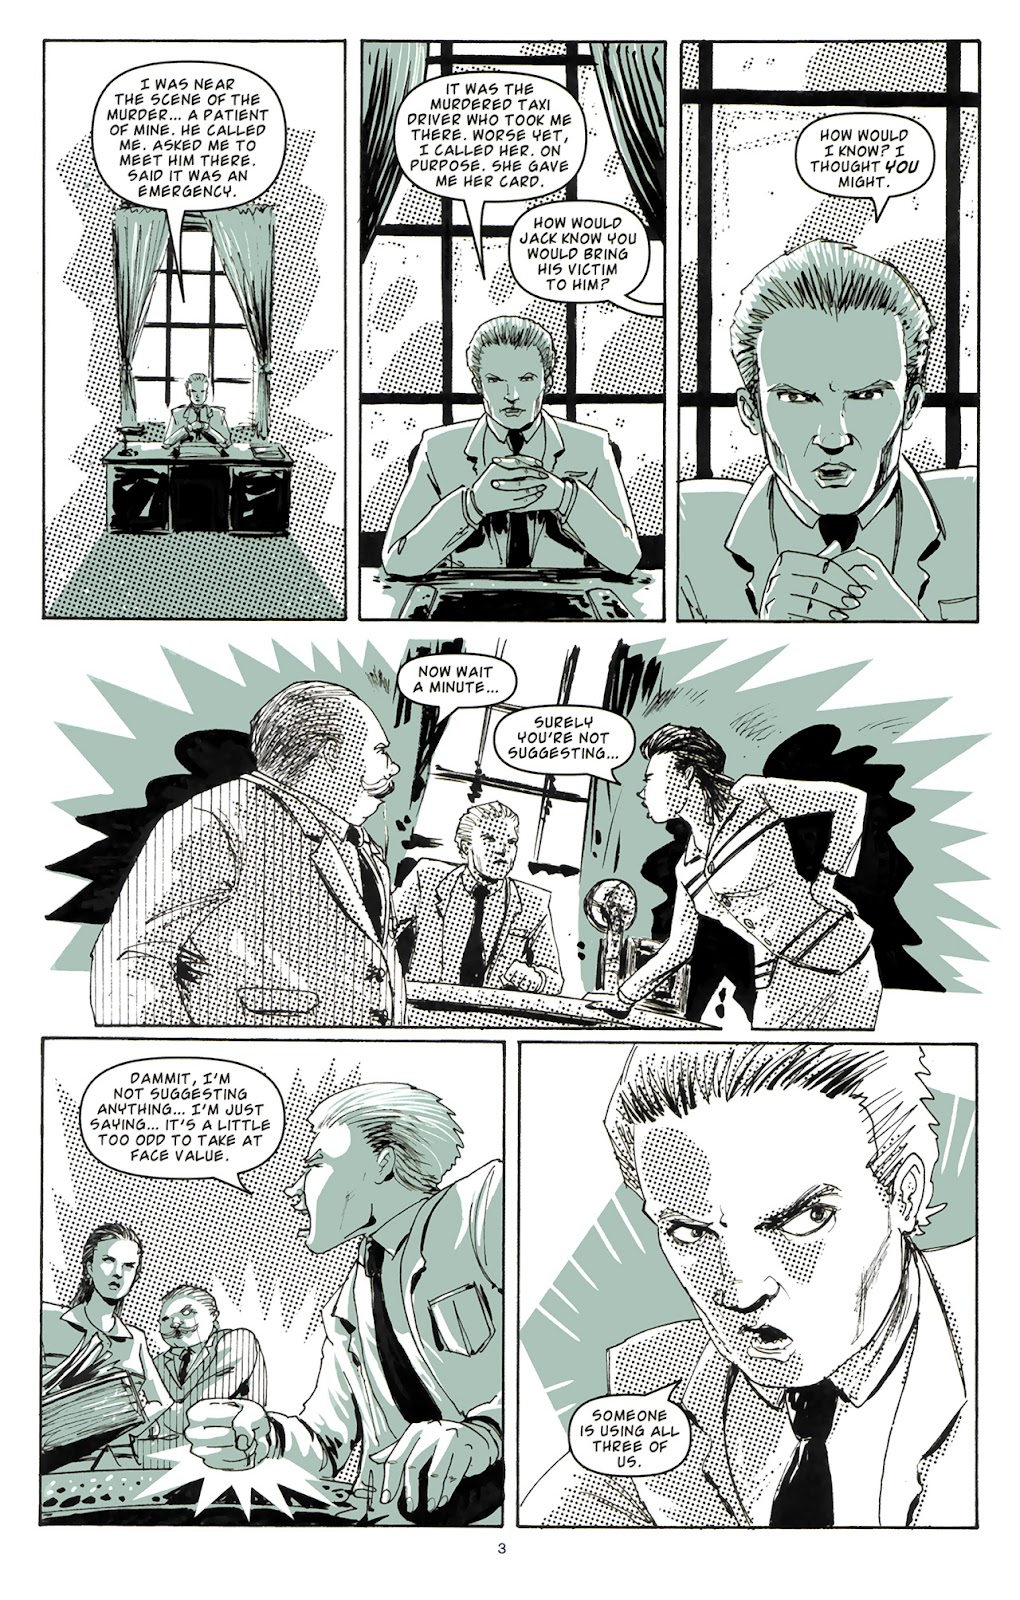 I WAS NEAR
THE SCENE OF THE
MURDER... A PATIENT
OF MINE. HE CALLED
ME. ASKED ME TO
MEET HIM THERE.
SAID IT WAS AN
EMERGENCY.
IT WAS THE
MURDERED TAXI
DRIVER WHO TOOK ME
THERE. WORSE YET,
I CALLED HER. ON
PURPOSE. SHE GAVE
ME HER CARD.
HOW WOULD
JACK KNOW YOU
WOULD BRING
HIS VICTIM
TO HIM?
HOW WOULD
I KNOW? I
THOUGHT YOU
MIGHT.
NOW WAIT
A MINUTE...
SURELY
YOU'RE NOT
SUGGESTING...
DAMMIT, I'M
NOT SUGGESTING
ANYTHING... I'M JUST
SAYING... IT'S A LITTLE
TOO ODD TO TAKE AT
FACE VALUE.
SOMEONE
IS USING ALL
THREE OF
US.
3